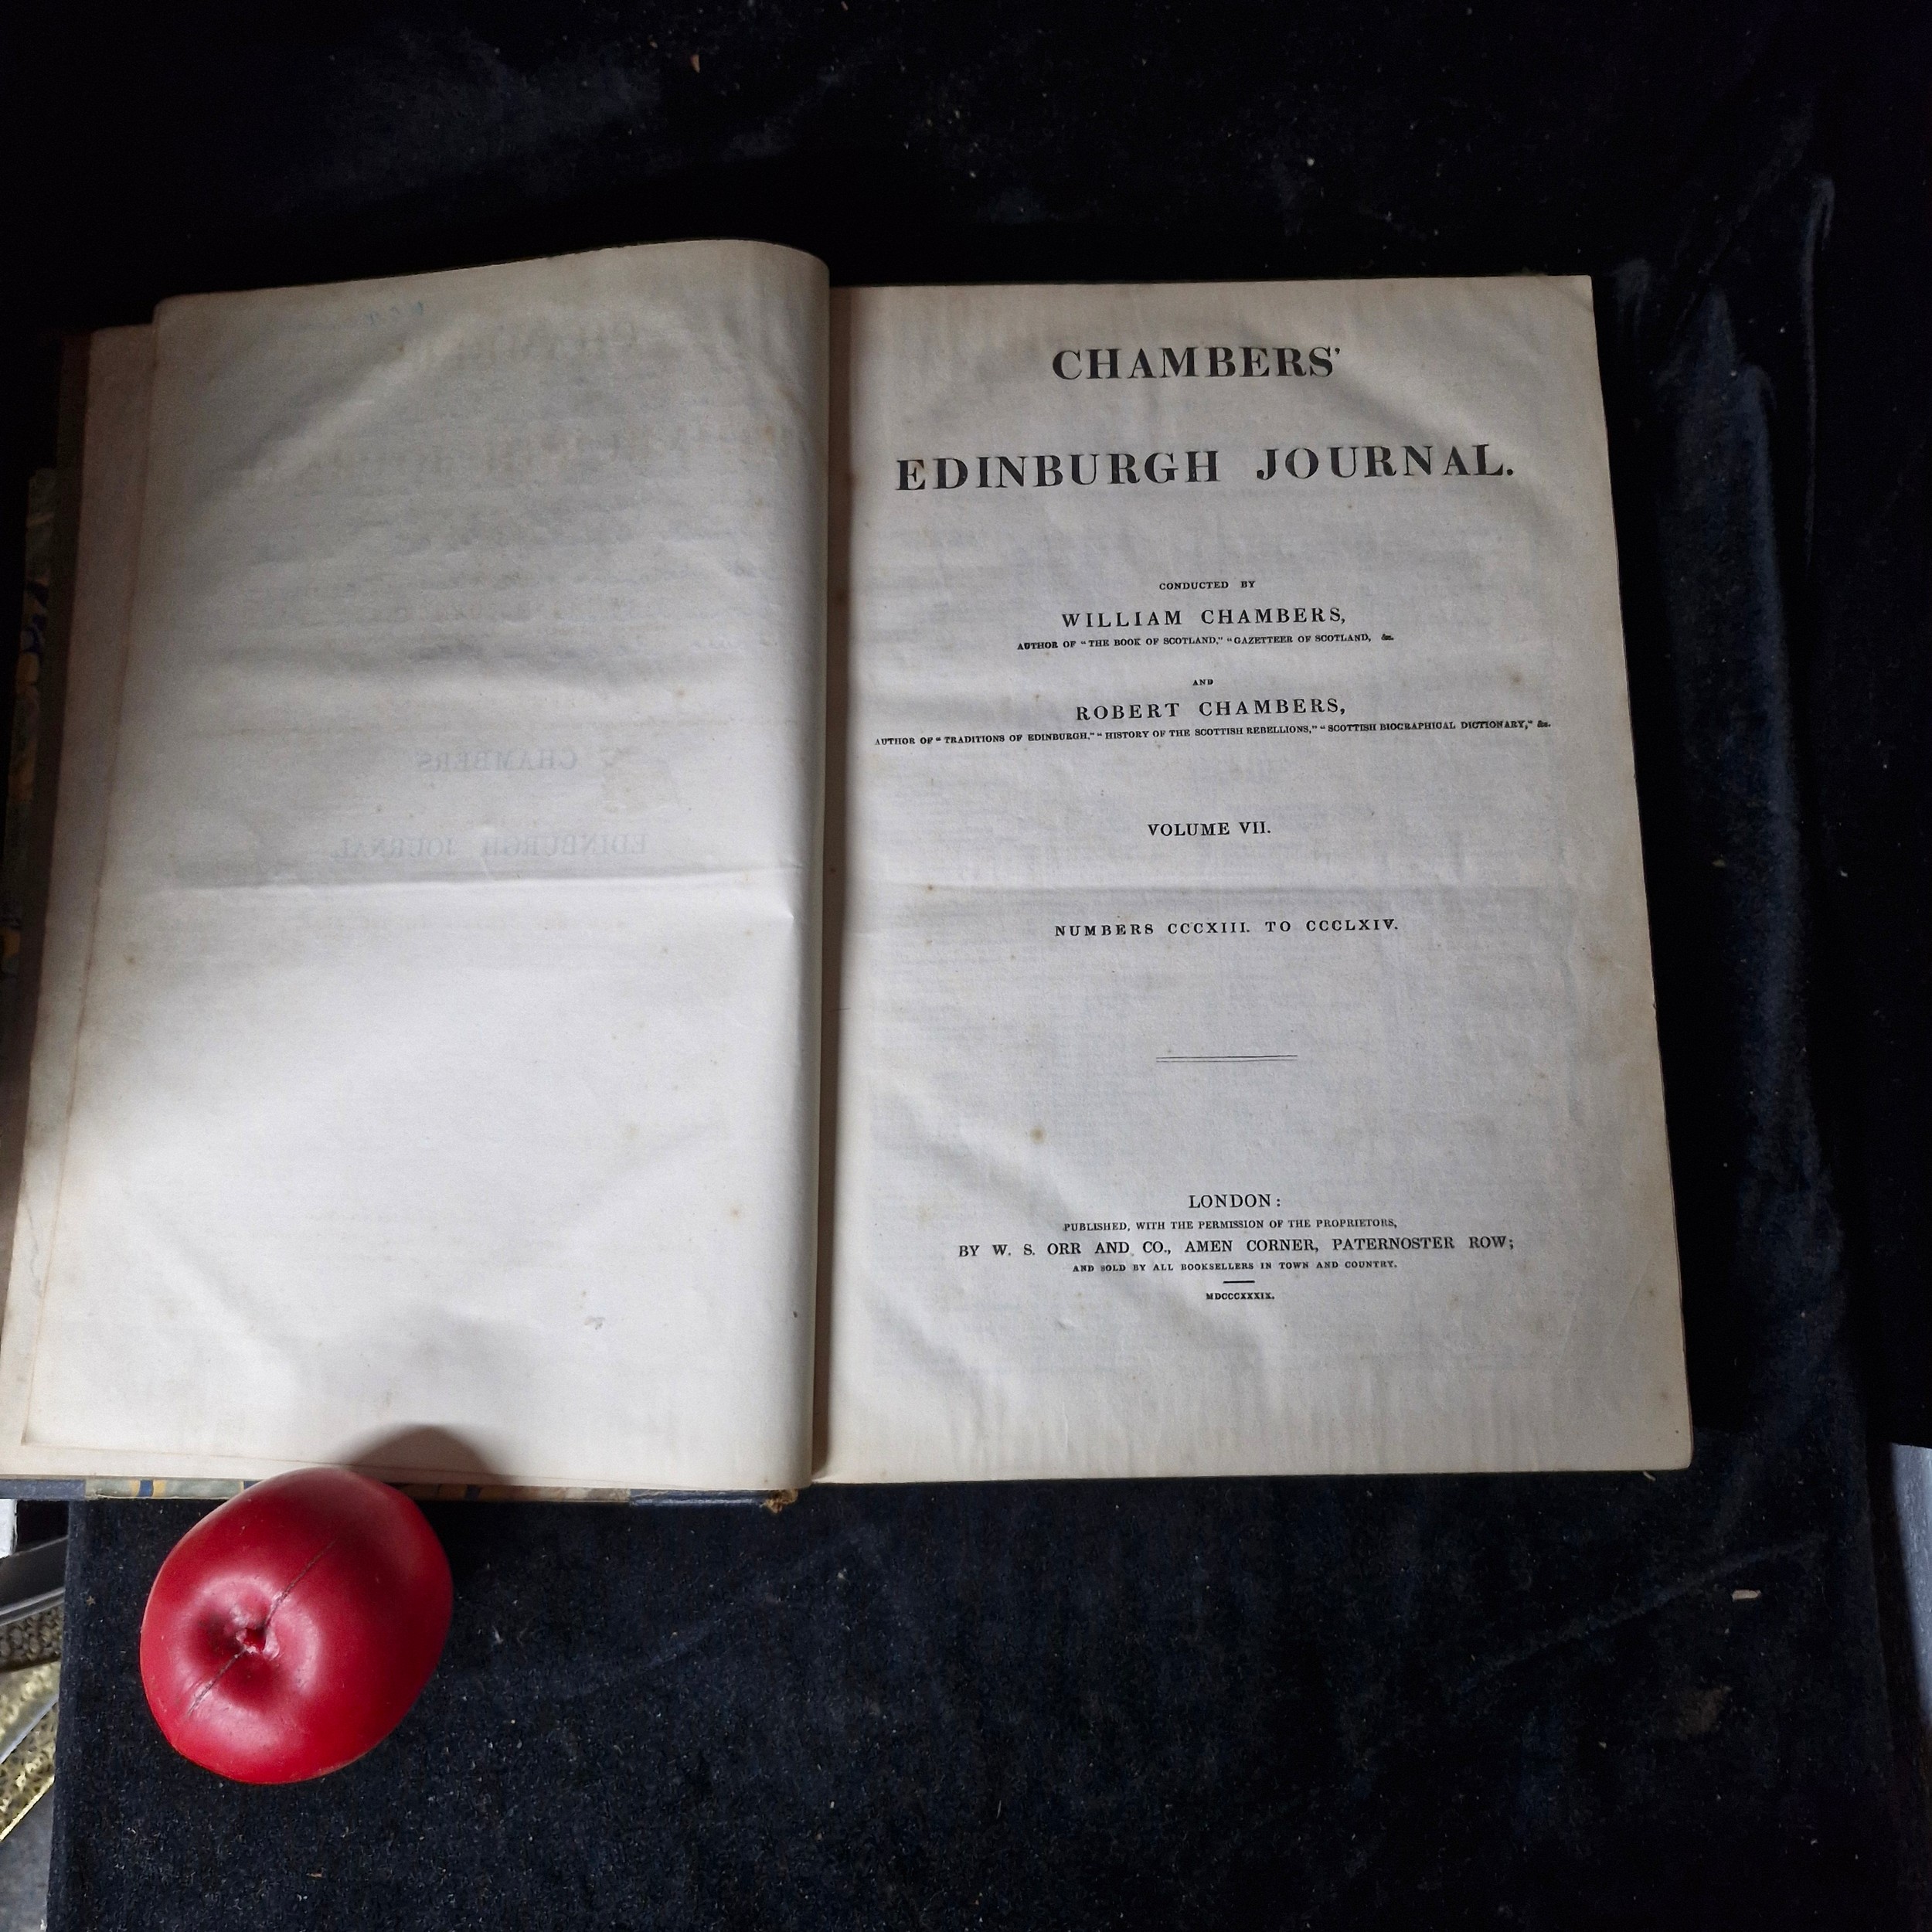 CHAMBERS'
EDINBURGH JOURNAL.
CONDUCTED BY
WILLIAM CHAMBERS,
AUTHOR OF "THE BOOK OF SCOTLAND," "GAZETTEER OF SCOTLAND, &c.
AND
ROBERT CHAMBERS,
AUTHOR OF "TRADITIONS OF EDINBURGH," "HISTORY OF THE SCOTTISH REBELLIONS," "SCOTTISH BIOGRAPHICAL DICTIONARY," &c.
VOLUME VII.
NUMBERS CCCXIII. TO CCCLXIV.
LONDON:
PUBLISHED, WITH THE PERMISSION OF THE PROPRIETORS,
BY W. S. ORR AND CO., AMEN CORNER, PATERNOSTER ROW;
AND SOLD BY ALL BOOKSELLERS IN TOWN AND COUNTRY.
MDCCCXXXIX.